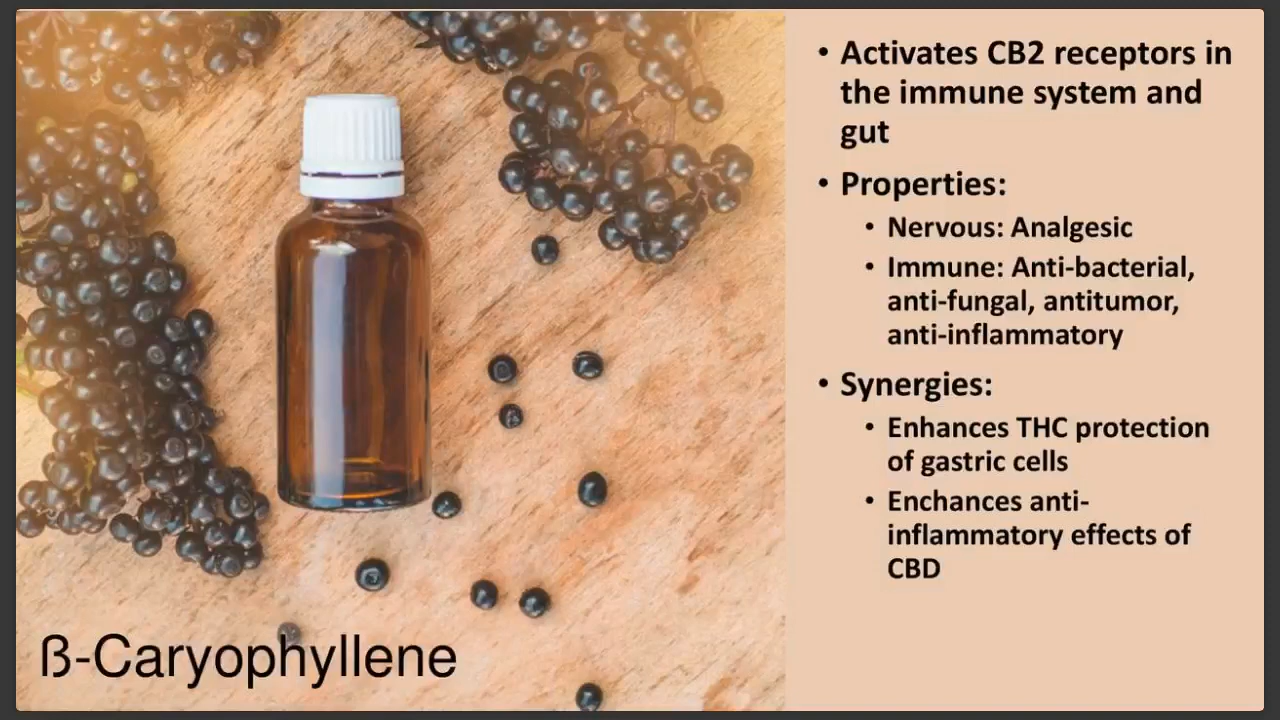 • Activates CB2 receptors in
the immune system and
gut
• Properties:
• Nervous: Analgesic
• Immune: Anti-bacterial,
anti-fungal, antitumor,
anti-inflammatory
• Synergies:
• Enhances THC protection
of gastric cells
• Enchances anti-
inflammatory effects of
CBD
ß-Caryophyllene